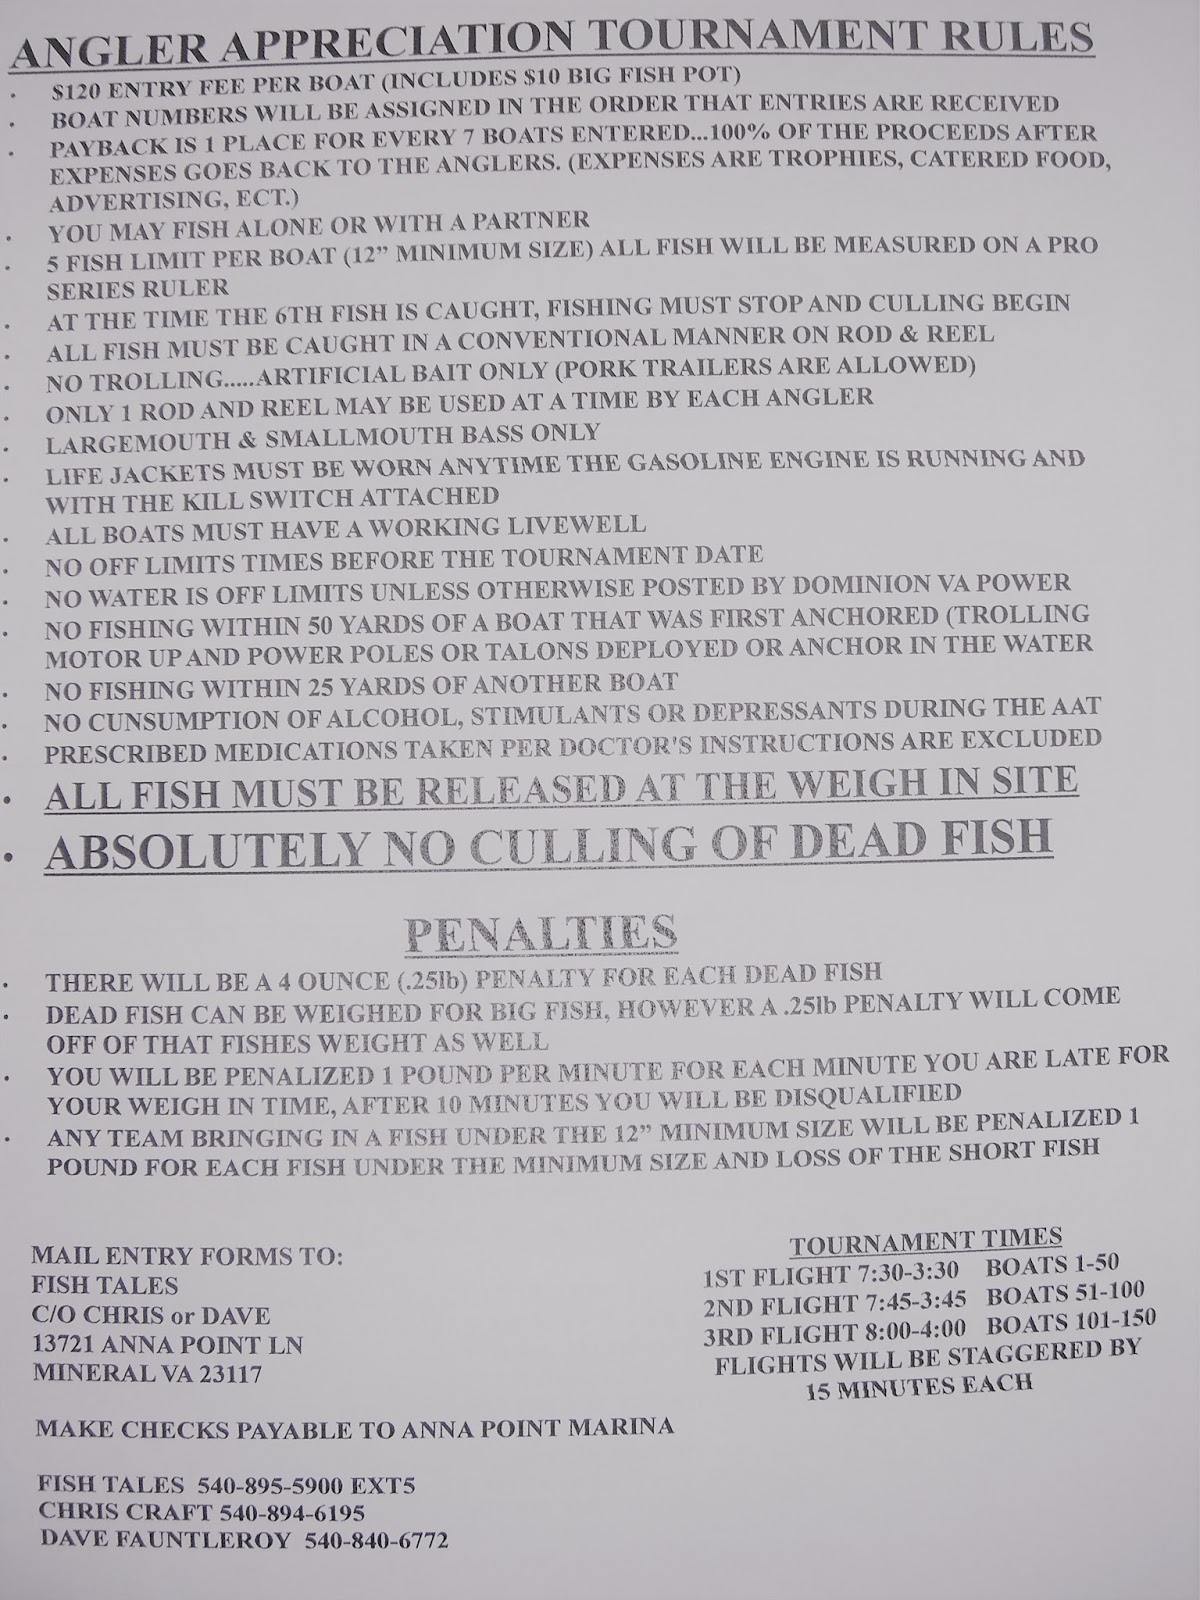 ANGLER APPRECIATION TOURNAMENT RULES
· $120 ENTRY FEE PER BOAT (INCLUDES $10 BIG FISH POT)
· BOAT NUMBERS WILL BE ASSIGNED IN THE ORDER THAT ENTRIES ARE RECEIVED
· PAYBACK IS 1 PLACE FOR EVERY 7 BOATS ENTERED...100% OF THE PROCEEDS AFTER
EXPENSES GOES BACK TO THE ANGLERS. (EXPENSES ARE TROPHIES, CATERED FOOD,
ADVERTISING, ECT.)
· YOU MAY FISH ALONE OR WITH A PARTNER
· 5 FISH LIMIT PER BOAT (12” MINIMUM SIZE) ALL FISH WILL BE MEASURED ON A PRO
SERIES RULER
· AT THE TIME THE 6TH FISH IS CAUGHT, FISHING MUST STOP AND CULLING BEGIN
· ALL FISH MUST BE CAUGHT IN A CONVENTIONAL MANNER ON ROD & REEL
· NO TROLLING.....ARTIFICIAL BAIT ONLY (PORK TRAILERS ARE ALLOWED)
· ONLY 1 ROD AND REEL MAY BE USED AT A TIME BY EACH ANGLER
· LARGEMOUTH & SMALLMOUTH BASS ONLY
· LIFE JACKETS MUST BE WORN ANYTIME THE GASOLINE ENGINE IS RUNNING AND
WITH THE KILL SWITCH ATTACHED
· ALL BOATS MUST HAVE A WORKING LIVEWELL
· NO OFF LIMITS TIMES BEFORE THE TOURNAMENT DATE
· NO WATER IS OFF LIMITS UNLESS OTHERWISE POSTED BY DOMINION VA POWER
· NO FISHING WITHIN 50 YARDS OF A BOAT THAT WAS FIRST ANCHORED (TROLLING
MOTOR UP AND POWER POLES OR TALONS DEPLOYED OR ANCHOR IN THE WATER
· NO FISHING WITHIN 25 YARDS OF ANOTHER BOAT
· NO CUNSUMPTION OF ALCOHOL, STIMULANTS OR DEPRESSANTS DURING THE AAT
· PRESCRIBED MEDICATIONS TAKEN PER DOCTOR'S INSTRUCTIONS ARE EXCLUDED
· ALL FISH MUST BE RELEASED AT THE WEIGH IN SITE
· ABSOLUTELY NO CULLING OF DEAD FISH
PENALTIES
· THERE WILL BE A 4 OUNCE (.25lb) PENALTY FOR EACH DEAD FISH
· DEAD FISH CAN BE WEIGHED FOR BIG FISH, HOWEVER A .25lb PENALTY WILL COME
OFF OF THAT FISHES WEIGHT AS WELL
· YOU WILL BE PENALIZED 1 POUND PER MINUTE FOR EACH MINUTE YOU ARE LATE FOR
YOUR WEIGH IN TIME, AFTER 10 MINUTES YOU WILL BE DISQUALIFIED
· ANY TEAM BRINGING IN A FISH UNDER THE 12” MINIMUM SIZE WILL BE PENALIZED 1
POUND FOR EACH FISH UNDER THE MINIMUM SIZE AND LOSS OF THE SHORT FISH
MAIL ENTRY FORMS TO:
FISH TALES
C/O CHRIS or DAVE
13721 ANNA POINT LN
MINERAL VA 23117
TOURNAMENT TIMES
1ST FLIGHT 7:30-3:30 BOATS 1-50
2ND FLIGHT 7:45-3:45 BOATS 51-100
3RD FLIGHT 8:00-4:00 BOATS 101-150
FLIGHTS WILL BE STAGGERED BY
15 MINUTES EACH
MAKE CHECKS PAYABLE TO ANNA POINT MARINA
FISH TALES 540-895-5900 EXT5
CHRIS CRAFT 540-894-6195
DAVE FAUNTLEROY 540-840-6772